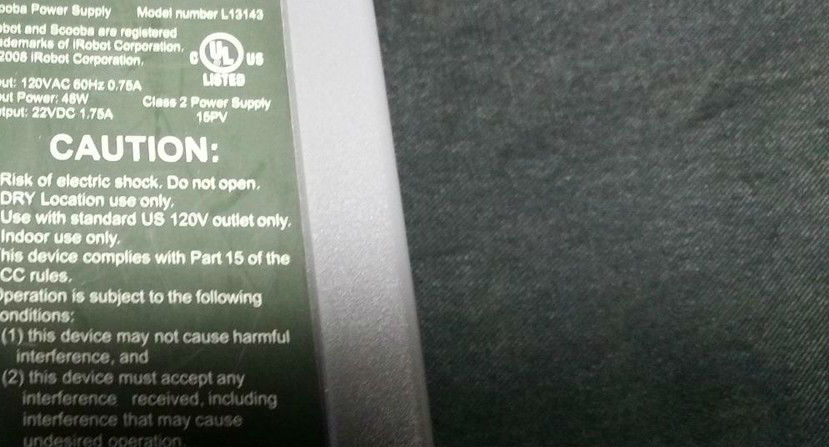 ooba Power Supply Model number L13143
bot and Scooba are registered
demarks of iRobot Corporation.
2008 iRobot Corporation.
C UL US
LISTED
ut: 120VAC 60Hz 0.75A
ut Power: 48W Class 2 Power Supply
tput: 22VDC 1.75A 15PV
CAUTION:
Risk of electric shock. Do not open.
DRY Location use only.
Use with standard US 120V outlet only.
Indoor use only.
his device complies with Part 15 of the
CC rules.
Operation is subject to the following
onditions:
(1) this device may not cause harmful
interference, and
(2) this device must accept any
interference received, including
interference that may cause
undesired operation.